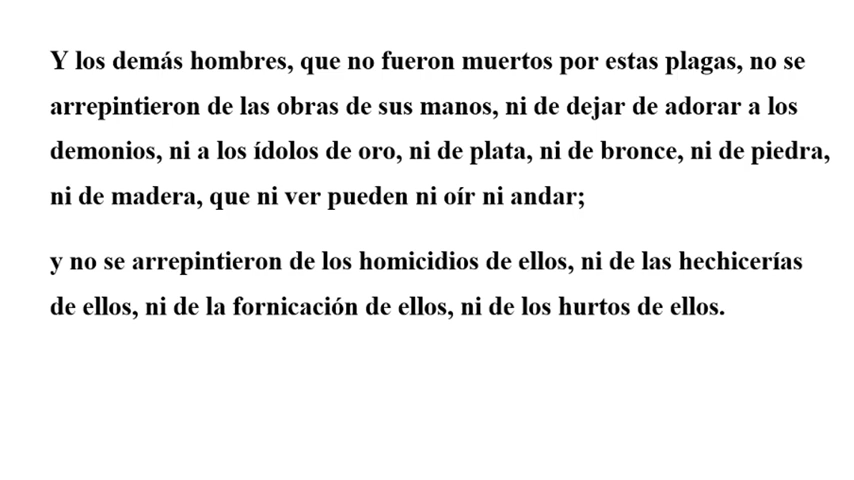 Y los demás hombres, que no fueron muertos por estas plagas, no se
arrepintieron de las obras de sus manos, ni de dejar de adorar a los
demonios, ni a los ídolos de oro, ni de plata, ni de bronce, ni de piedra,
ni de madera, que ni ver pueden ni oír ni andar;
y no se arrepintieron de los homicidios de ellos, ni de las hechicerías
de ellos, ni de la fornicación de ellos, ni de los hurtos de ellos.